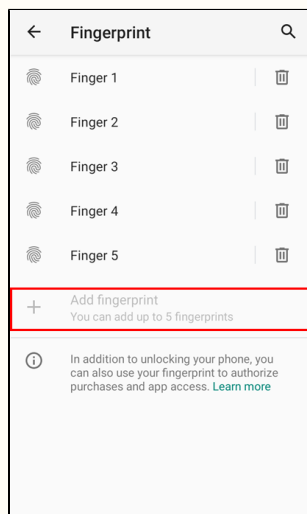 Fingerprint
Finger 1
Finger 2
Finger 3
Finger 4
Finger 5
Add fingerprint
You can add up to 5 fingerprints
In addition to unlocking your phone, you
can also use your fingerprint to authorize
purchases and app access. Learn more